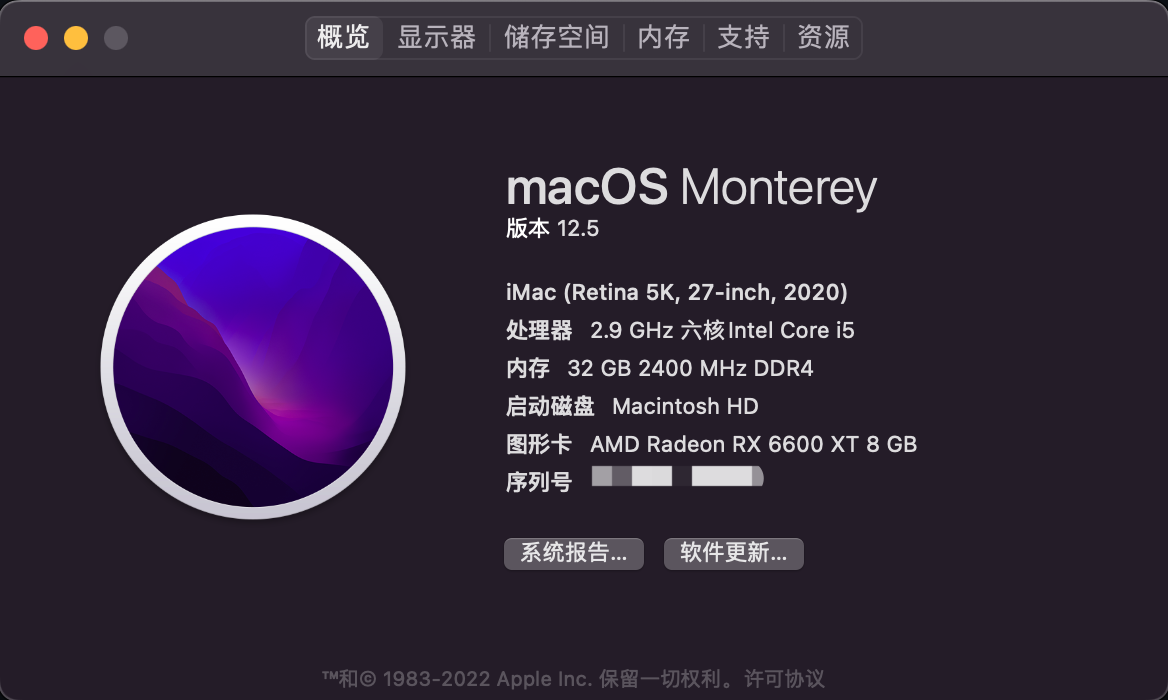 概览 显示器 储存空间 内存 支持 资源
macOS Monterey
版本 12.5
iMac (Retina 5K, 27-inch, 2020)
处理器 2.9 GHz 六核Intel Core i5
内存 32 GB 2400 MHz DDR4
启动磁盘 Macintosh HD
图形卡 AMD Radeon RX 6600 XT 8 GB
序列号
系统报告... 软件更新...
™和© 1983-2022 Apple Inc. 保留一切权利。许可协议